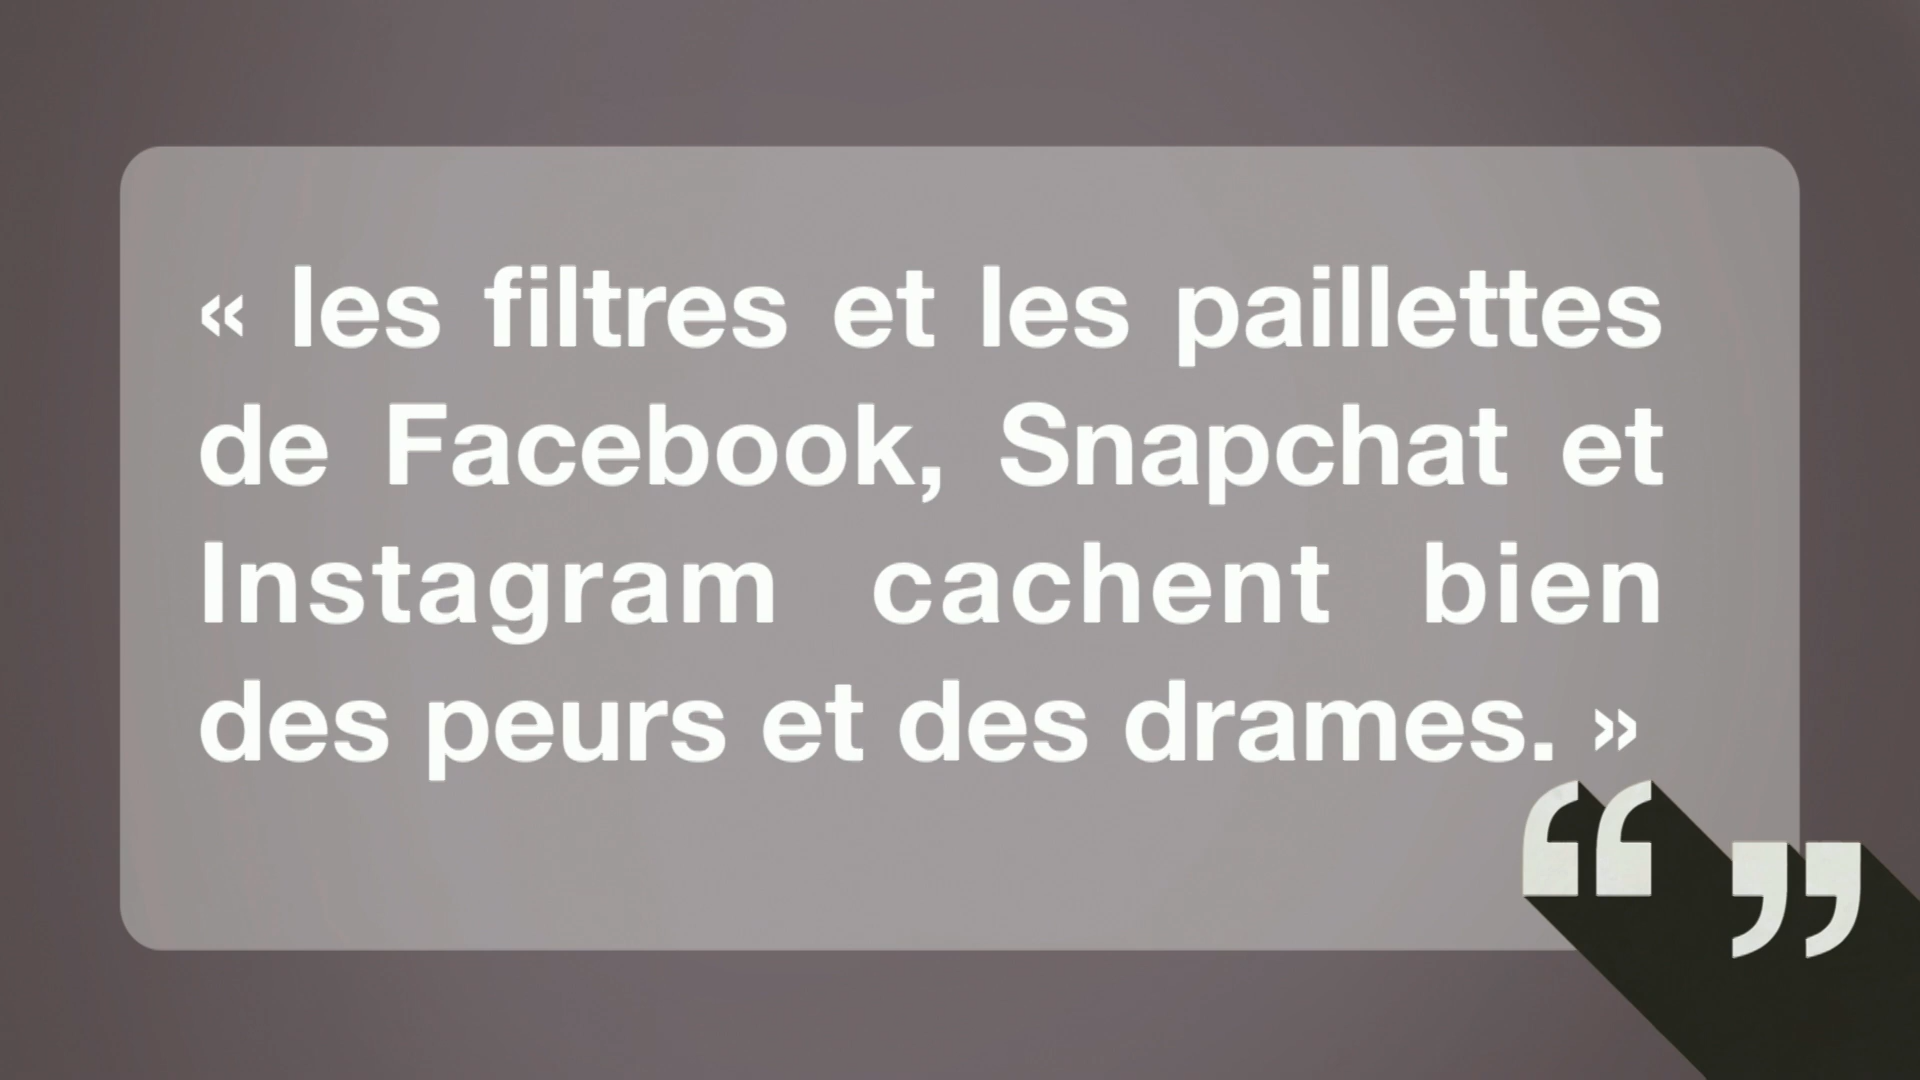 « les filtres et les paillettes
de Facebook, Snapchat et
Instagram cachent bien
des peurs et des drames. »